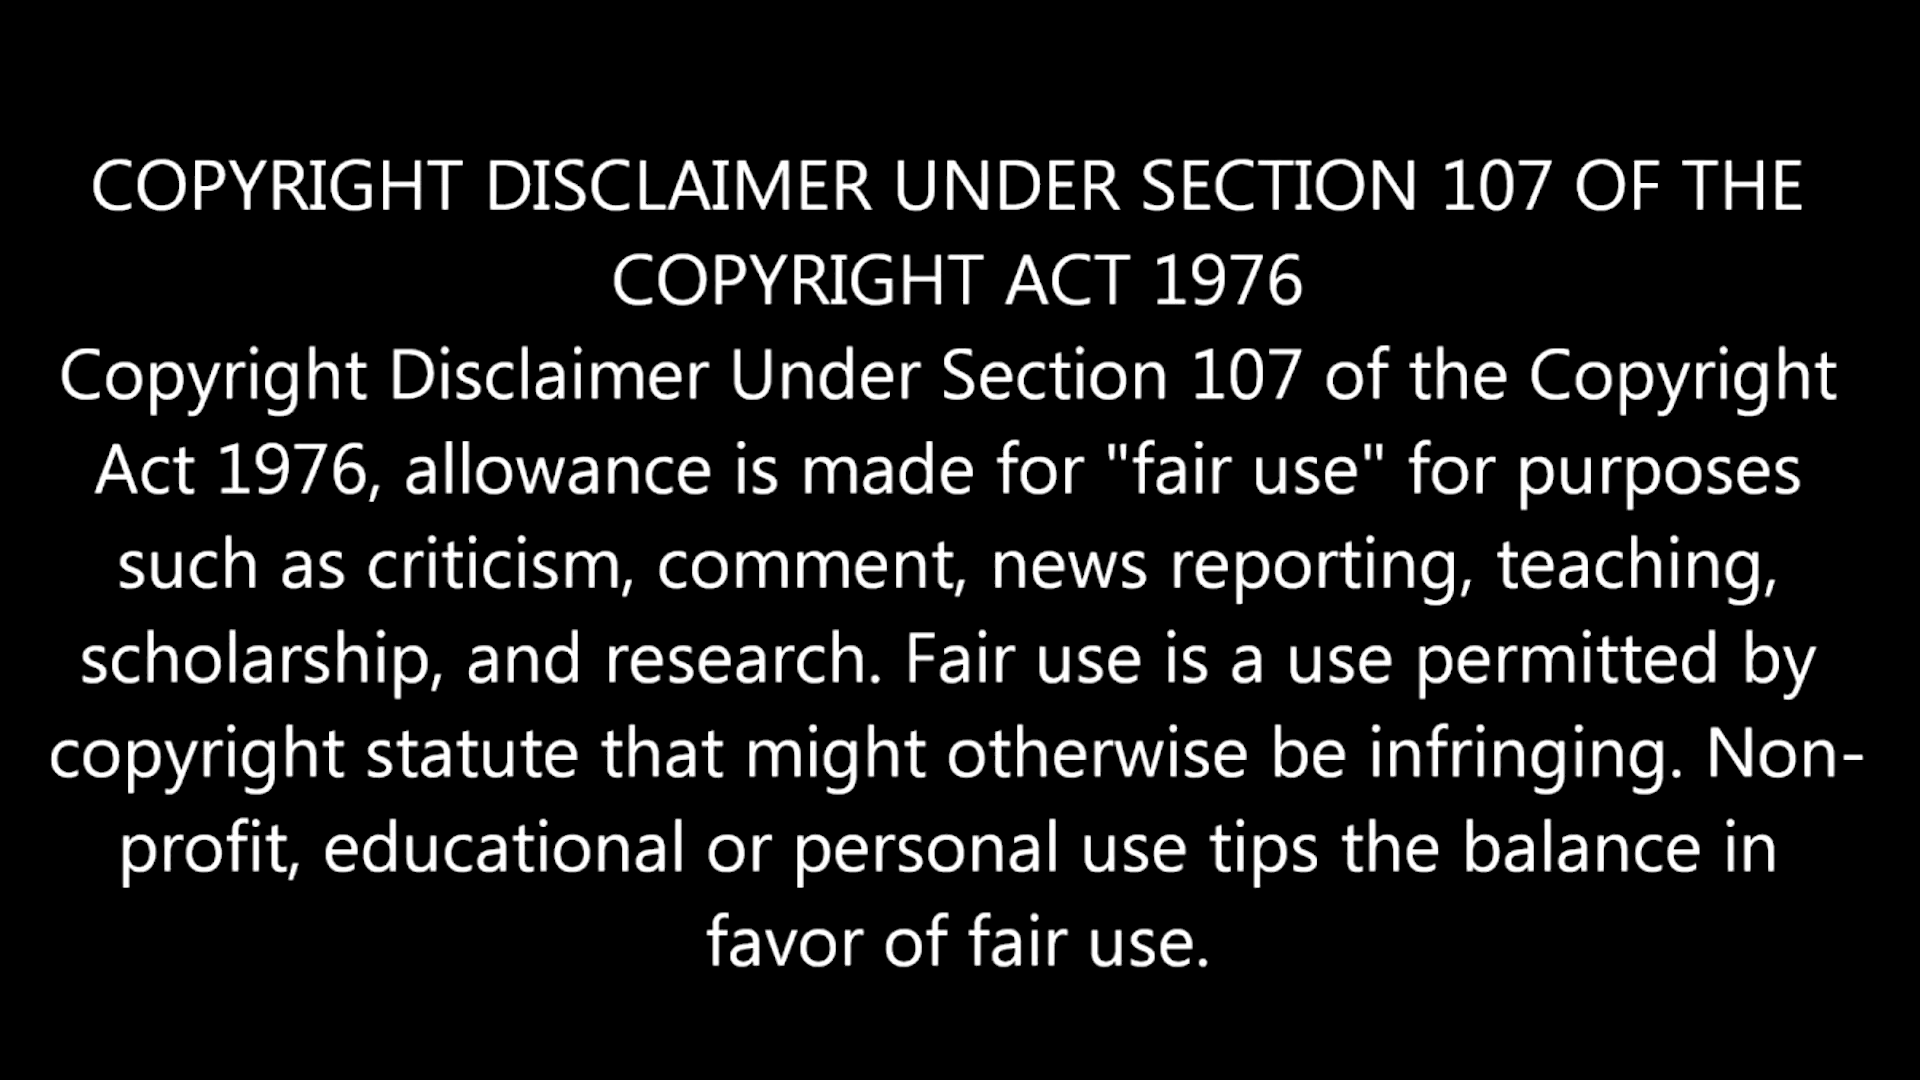 COPYRIGHT DISCLAIMER UNDER SECTION 107 OF THE
COPYRIGHT ACT 1976
Copyright Disclaimer Under Section 107 of the Copyright
Act 1976, allowance is made for "fair use" for purposes
such as criticism, comment, news reporting, teaching,
scholarship, and research. Fair use is a use permitted by
copyright statute that might otherwise be infringing. Non-
profit, educational or personal use tips the balance in
favor of fair use.